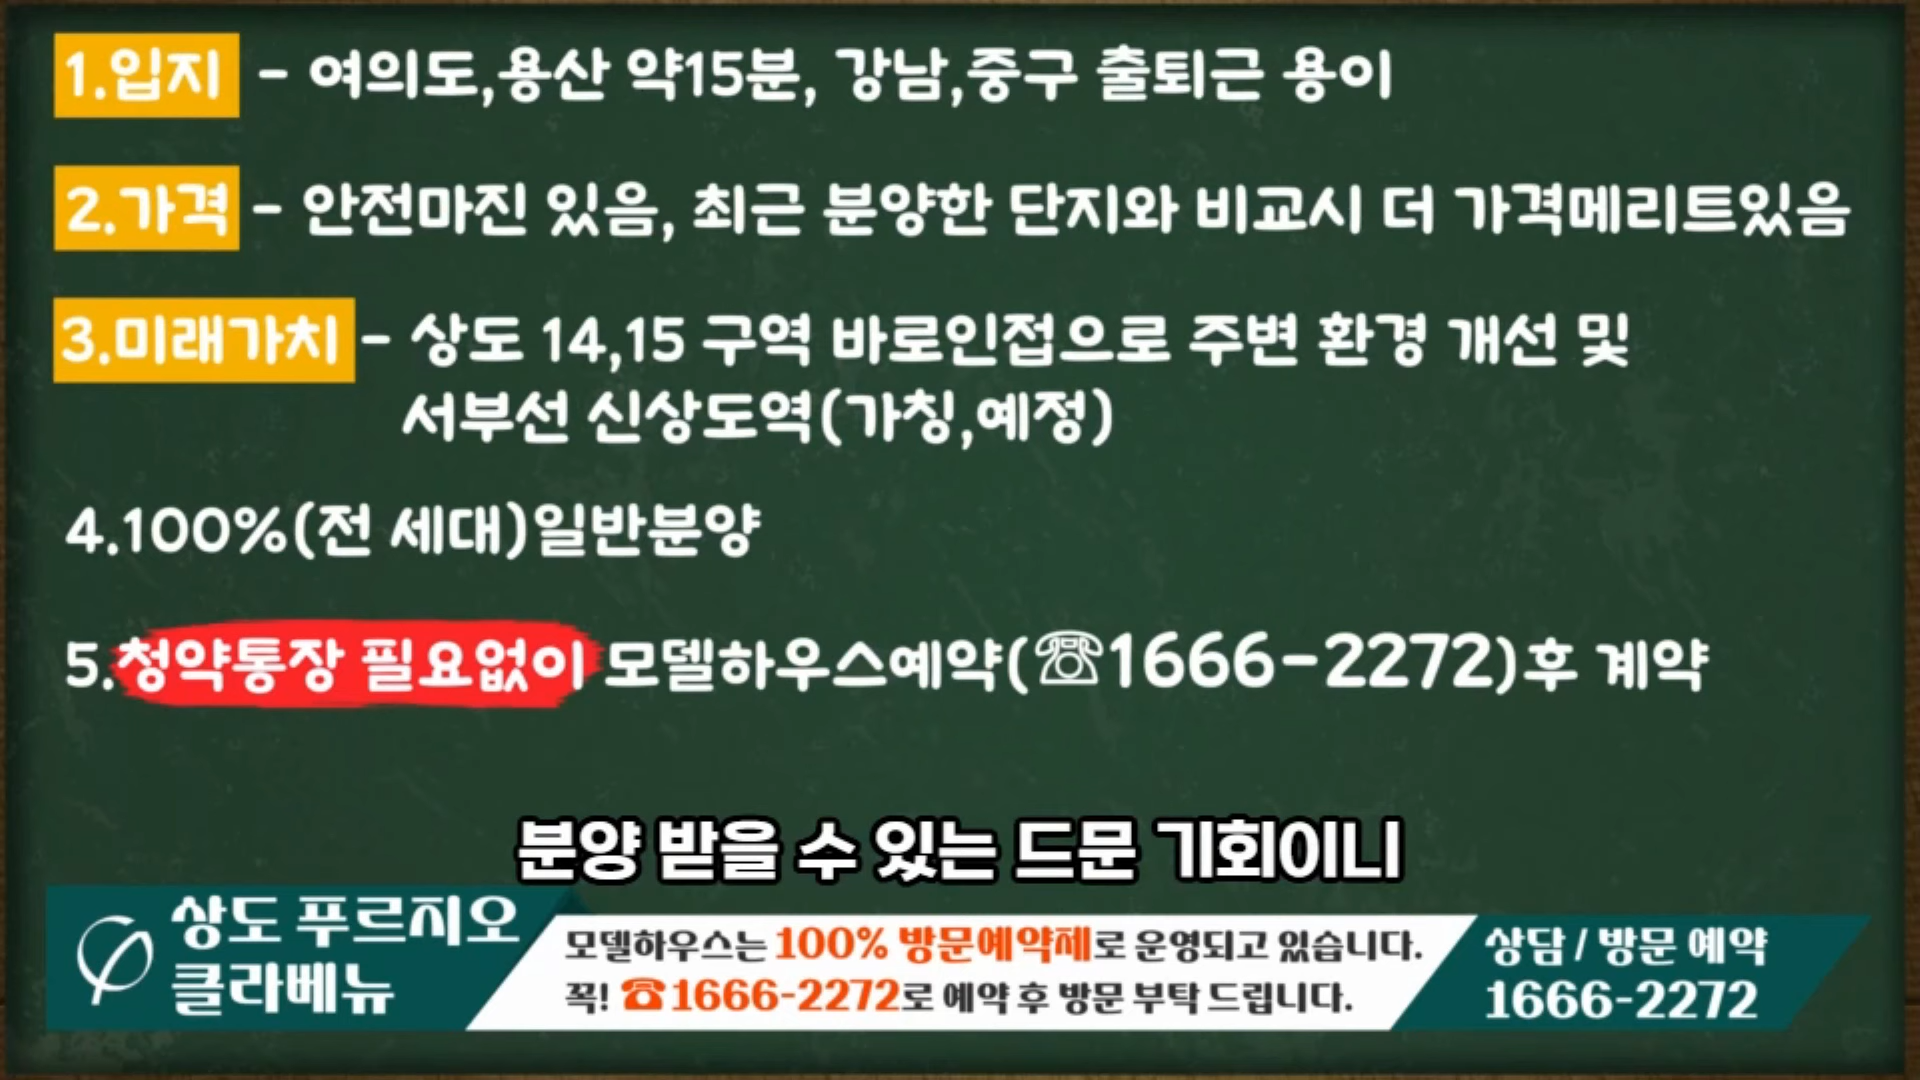 1.입지 - 여의도,용산 약15분, 강남,중구 출퇴근 용이
2.가격 - 안전마진 있음, 최근 분양한 단지와 비교시 더 가격메리트있음
3.미래가치 - 상도 14,15 구역 바로인접으로 주변 환경 개선 및
서부선 신상도역(가칭,예정)
4.100%(전 세대)일반분양
5.청약통장 필요없이 모델하우스예약(☏1666-2272)후 계약
분양 받을 수 있는 드문 기회이니
상도 푸르지오
클라베뉴
모델하우스는 100% 방문예약제로 운영되고 있습니다.
꼭! ☎1666-2272로 예약 후 방문 부탁 드립니다.
상담 / 방문 예약
1666-2272